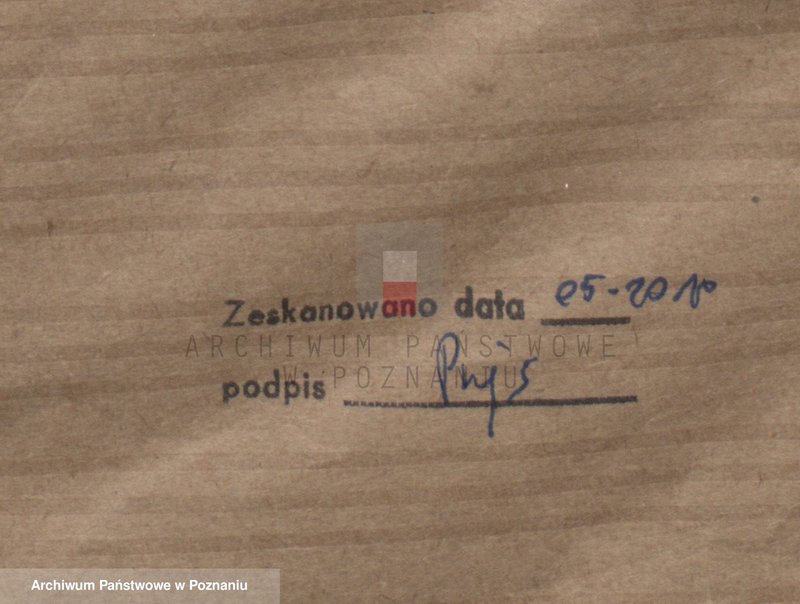 Zeskanowano data 05-2010
ARCHIWUM PAŃSTWOWE
W POZNANIU
podpis
Archiwum Państwowe w Poznaniu